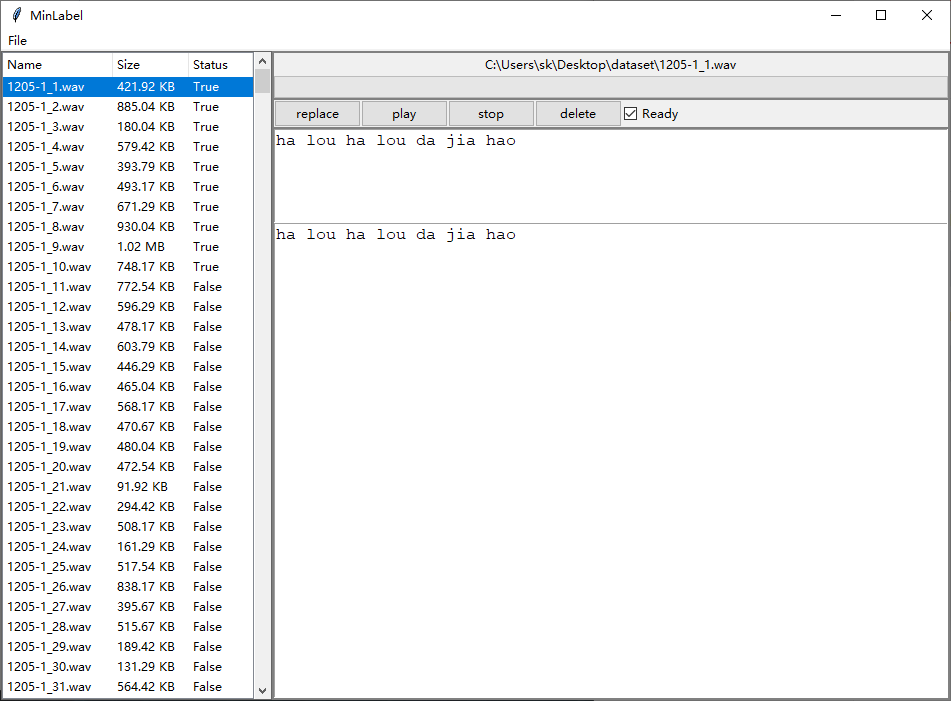 MinLabel
File
Name Size Status
1205-1_1.wav 421.92 KB True
1205-1_2.wav 885.04 KB True
1205-1_3.wav 180.04 KB True
1205-1_4.wav 579.42 KB True
1205-1_5.wav 393.79 KB True
1205-1_6.wav 493.17 KB True
1205-1_7.wav 671.29 KB True
1205-1_8.wav 930.04 KB True
1205-1_9.wav 1.02 MB True
1205-1_10.wav 748.17 KB True
1205-1_11.wav 772.54 KB False
1205-1_12.wav 596.29 KB False
1205-1_13.wav 478.17 KB False
1205-1_14.wav 603.79 KB False
1205-1_15.wav 446.29 KB False
1205-1_16.wav 465.04 KB False
1205-1_17.wav 568.17 KB False
1205-1_18.wav 470.67 KB False
1205-1_19.wav 480.04 KB False
1205-1_20.wav 472.54 KB False
1205-1_21.wav 91.92 KB False
1205-1_22.wav 294.42 KB False
1205-1_23.wav 508.17 KB False
1205-1_24.wav 161.29 KB False
1205-1_25.wav 517.54 KB False
1205-1_26.wav 838.17 KB False
1205-1_27.wav 395.67 KB False
1205-1_28.wav 515.67 KB False
1205-1_29.wav 189.42 KB False
1205-1_30.wav 131.29 KB False
1205-1_31.wav 564.42 KB False
C:\Users\sk\Desktop\dataset\1205-1_1.wav
replace play stop delete Ready
ha lou ha lou da jia hao
ha lou ha lou da jia hao